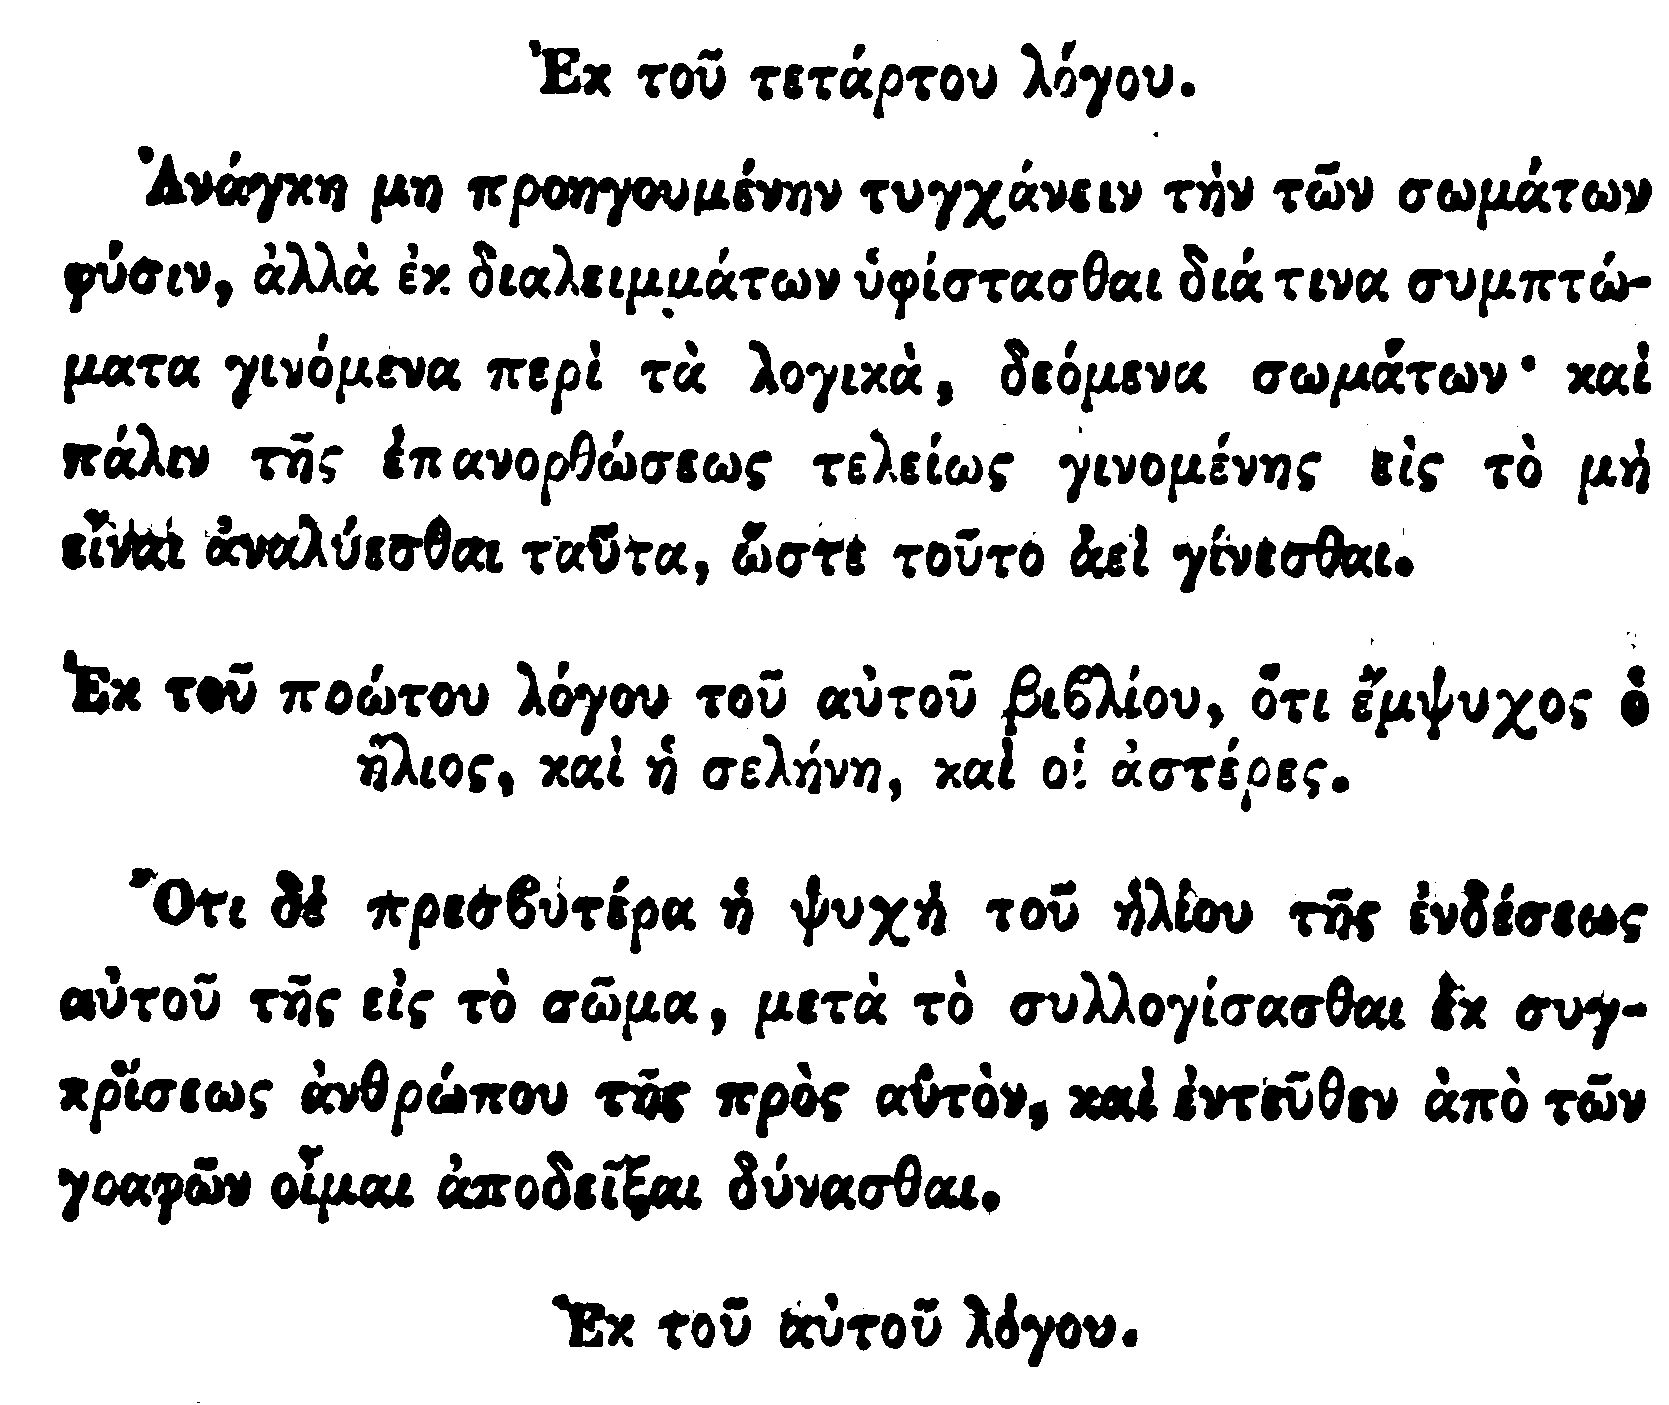 Ἐκ τοῦ τετάρτου λόγου.
Ἀνάγκη μη προηγουμένην τυγχάνειν τὴν τῶν σωμάτων
φύσιν, ἀλλὰ ἐκ διαλειμμάτων ὑφίστασθαι διά τινα συμπτώ-
ματα γινόμενα περὶ τὰ λογικὰ, δεόμενα σωμάτων· καὶ
πάλιν τῆς ἐπανορθώσεως τελείως γινομένης εἰς τὸ μὴ
εἶναι ἀναλύεσθαι ταῦτα, ὥστε τοῦτο ἀεὶ γίνεσθαι.
Ἐκ τοῦ πρώτου λόγου τοῦ αὐτοῦ βιϐλίου, ὅτι ἔμψυχος ὁ
ἥλιος, καὶ ἡ σελήνη, καὶ οἱ ἀστέρες.
Ὅτι δὲ πρεσϐυτέρα ἡ ψυχὴ τοῦ ἡλίου τῆς ἐνδέσεως
αὐτοῦ τῆς εἰς τὸ σῶμα, μετὰ τὸ συλλογίσασθαι ἐκ συγ-
κρίσεως ἀνθρώπου τῆς πρὸς αὐτὸν, καὶ ἐντεῦθεν ἀπὸ τῶν
γραφῶν οἶμαι ἀποδεῖξαι δύνασθαι.
Ἐκ τοῦ αὐτοῦ λόγου.